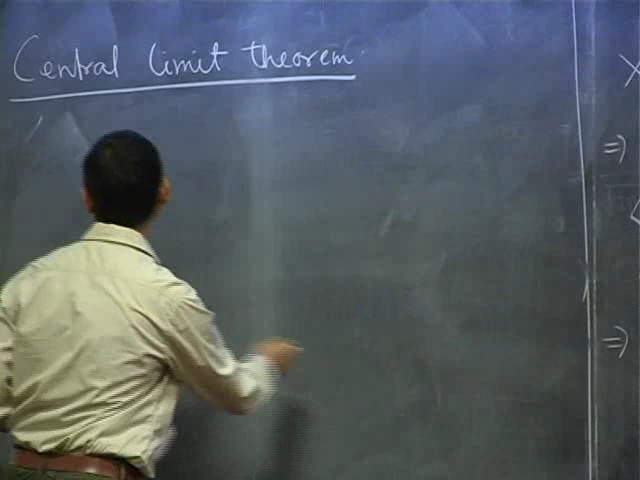 Central limit theorem.
X
⇒
⇒